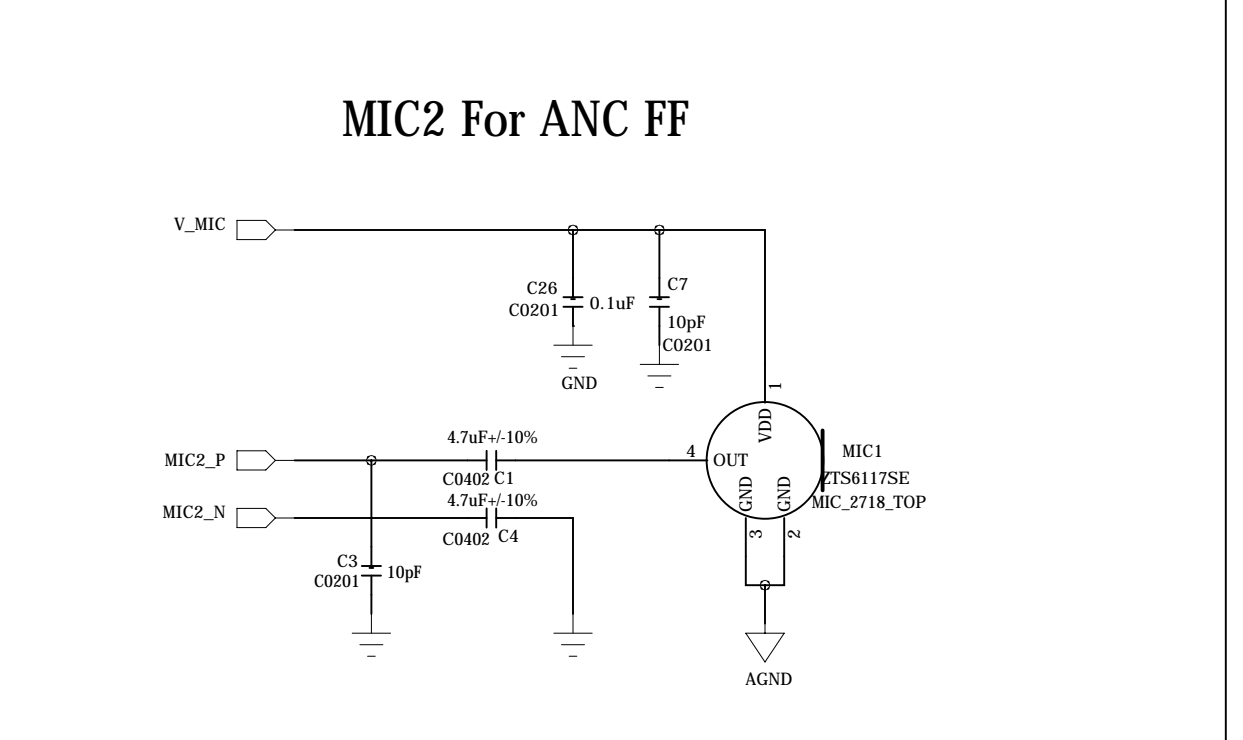 MIC2 For ANC FF
V_MIC
C26
C0201
0.1uF
C7
10pF
C0201
GND
1
VDD
4.7uF+/-10%
MIC2_P
C0402 C1
4
OUT
MIC1
ZTS6117SE
MIC_2718_TOP
GND
GND
4.7uF+/-10%
MIC2_N
C0402 C4
3
2
C3
C0201
10pF
AGND